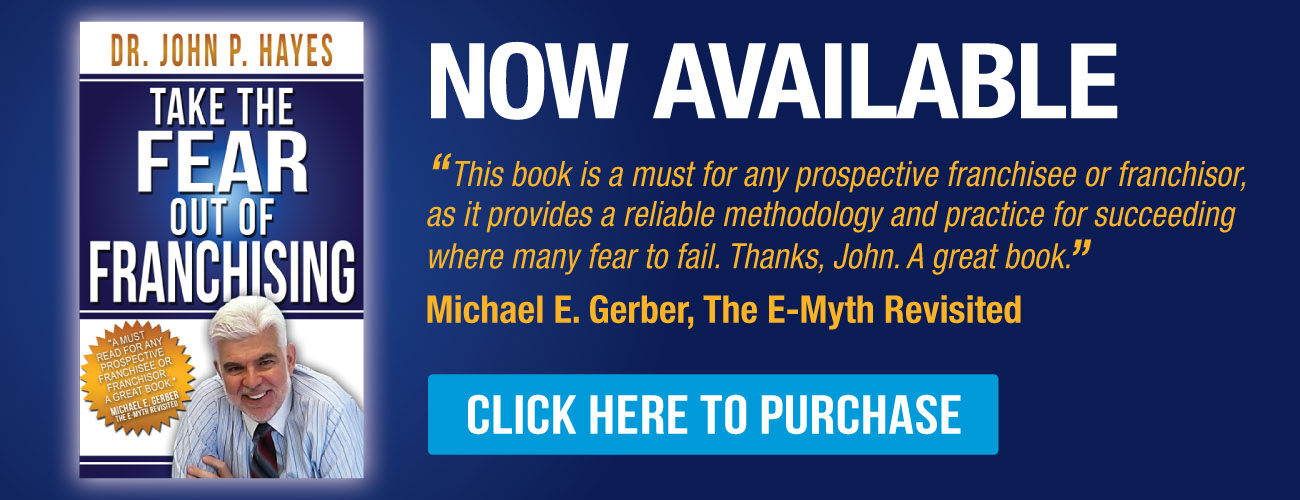 DR. JOHN P. HAYES
TAKE THE
FEAR
OUT OF
FRANCHISING
"A MUST
READ FOR ANY
PROSPECTIVE
FRANCHISEE OR
FRANCHISOR.
A GREAT BOOK."
MICHAEL E. GERBER
THE E-MYTH REVISITED
NOW AVAILABLE
“This book is a must for any prospective franchisee or franchisor,
as it provides a reliable methodology and practice for succeeding
where many fear to fail. Thanks, John. A great book.”
Michael E. Gerber, The E-Myth Revisited
CLICK HERE TO PURCHASE